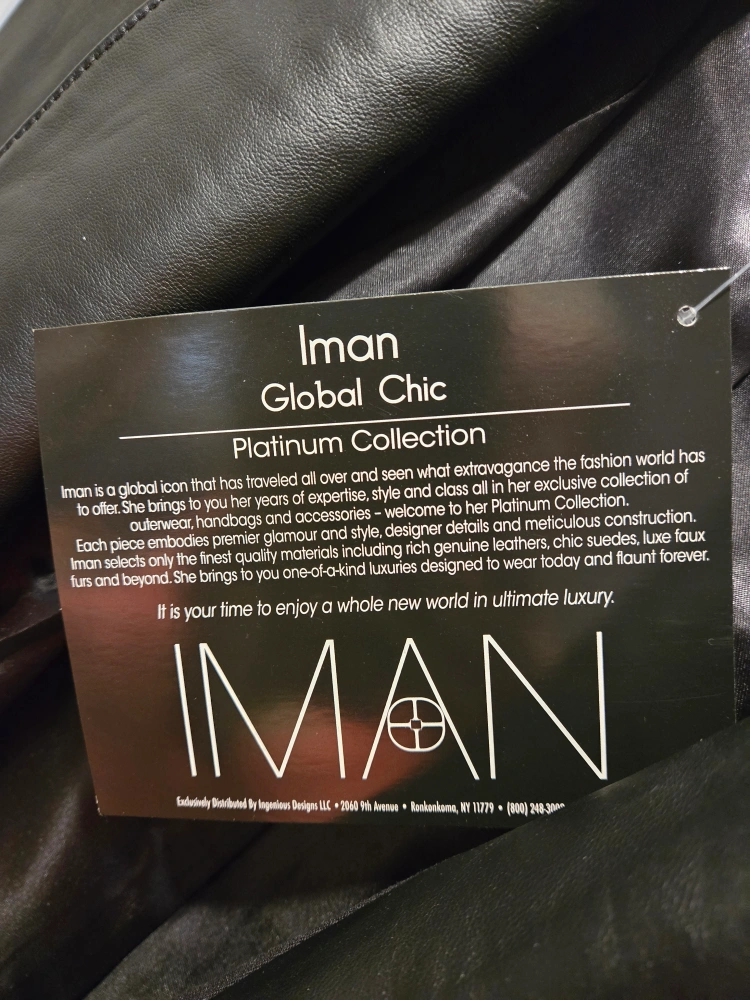 Iman
Global Chic
Platinum Collection
Iman is a global icon that has traveled all over and seen what extravagance the fashion world has
to offer. She brings to you her years of expertise, style and class all in her exclusive collection of
outerwear, handbags and accessories – welcome to her Platinum Collection.
Each piece embodies premier glamour and style, designer details and meticulous construction.
Iman selects only the finest quality materials including rich genuine leathers, chic suedes, luxe faux
furs and beyond. She brings to you one-of-a-kind luxuries designed to wear today and flaunt forever.
It is your time to enjoy a whole new world in ultimate luxury.
IMAN
Exclusively Distributed By Ingenious Designs LLC • 2060 9th Avenue • Ronkonkoma, NY 11779 • (800)